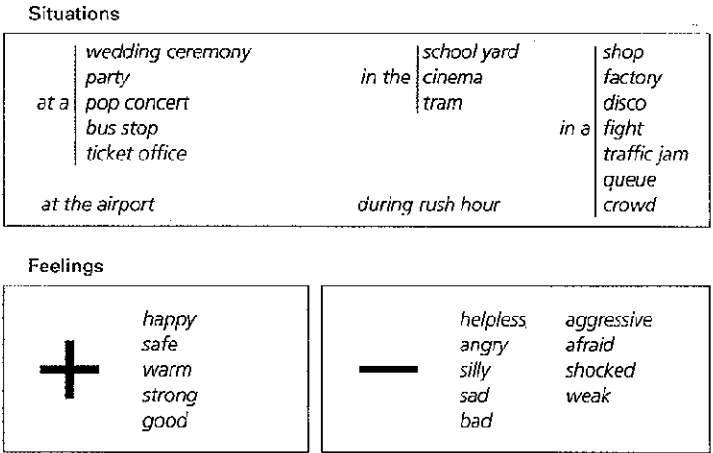 Situations
at a
wedding ceremony
party
pop concert
bus stop
ticket office
at the airport
in the
school yard
cinema
tram
during rush hour
in a
shop
factory
disco
fight
traffic jam
queue
crowd
Feelings
+
happy
safe
warm
strong
good
—
helpless
angry
silly
sad
bad
aggressive
afraid
shocked
weak